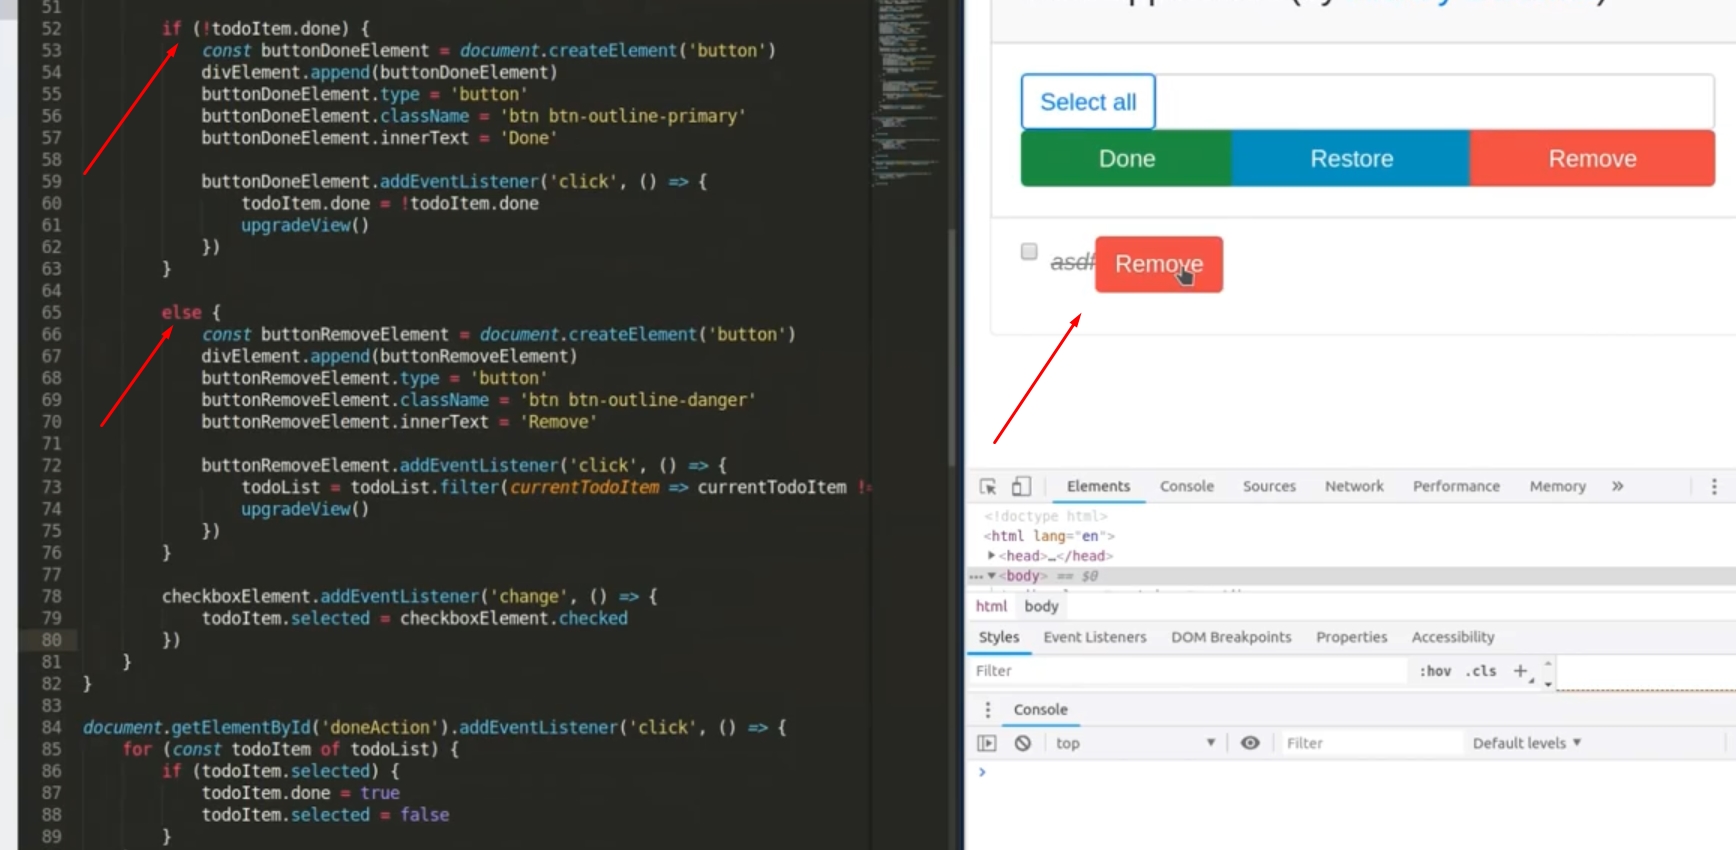 51
52 if (!todoItem.done) {
53 const buttonDoneElement = document.createElement('button')
54 divElement.append(buttonDoneElement)
55 buttonDoneElement.type = 'button'
56 buttonDoneElement.className = 'btn btn-outline-primary'
57 buttonDoneElement.innerText = 'Done'
58
59 buttonDoneElement.addEventListener('click', () => {
60 todoItem.done = !todoItem.done
61 upgradeView()
62 })
63 }
64
65 else {
66 const buttonRemoveElement = document.createElement('button')
67 divElement.append(buttonRemoveElement)
68 buttonRemoveElement.type = 'button'
69 buttonRemoveElement.className = 'btn btn-outline-danger'
70 buttonRemoveElement.innerText = 'Remove'
71
72 buttonRemoveElement.addEventListener('click', () => {
73 todoList = todoList.filter(currentTodoItem => currentTodoItem !=
74 upgradeView()
75 })
76 }
77
78 checkboxElement.addEventListener('change', () => {
79 todoItem.selected = checkboxElement.checked
80 })
81 }
82 }
83
84 document.getElementById('doneAction').addEventListener('click', () => {
85 for (const todoItem of todoList) {
86 if (todoItem.selected) {
87 todoItem.done = true
88 todoItem.selected = false
89 }
Select all
Done Restore Remove
asdf Remove
Elements Console Sources Network Performance Memory »
<!doctype html>
<html lang="en">
<head>…</head>
<body> == $0
html body
Styles Event Listeners DOM Breakpoints Properties Accessibility
Filter :hov .cls +
Console
top Filter Default levels